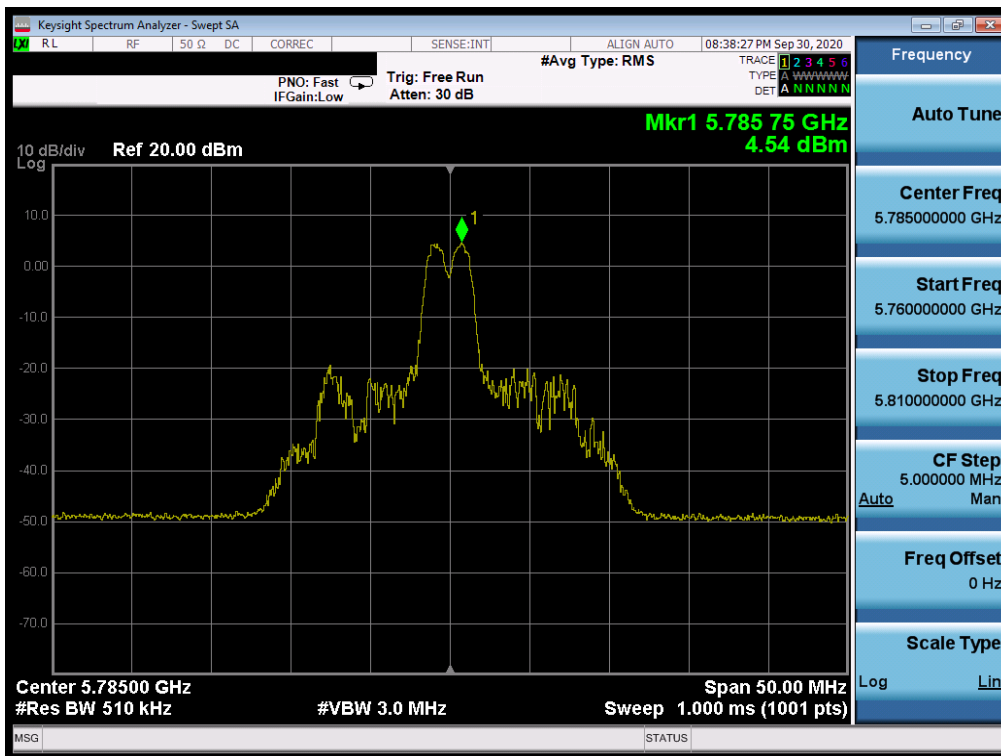 Keysight Spectrum Analyzer - Swept SA
LXI RL RF 50 Ω DC CORREC SENSE:INT ALIGN AUTO 08:38:27 PM Sep 30, 2020
PNO: Fast
IFGain:Low
Trig: Free Run
Atten: 30 dB
#Avg Type: RMS
TRACE 1 2 3 4 5 6
TYPE A WWWWW
DET A N N N N N
Mkr1 5.785 75 GHz
4.54 dBm
10 dB/div Ref 20.00 dBm
Log
1
10.0
0.00
-10.0
-20.0
-30.0
-40.0
-50.0
-60.0
-70.0
Center 5.78500 GHz Span 50.00 MHz
#Res BW 510 kHz #VBW 3.0 MHz Sweep 1.000 ms (1001 pts)
MSG STATUS
Frequency
Auto Tune
Center Freq
5.785000000 GHz
Start Freq
5.760000000 GHz
Stop Freq
5.810000000 GHz
CF Step
5.000000 MHz
Auto Man
Freq Offset
0 Hz
Scale Type
Log Lin